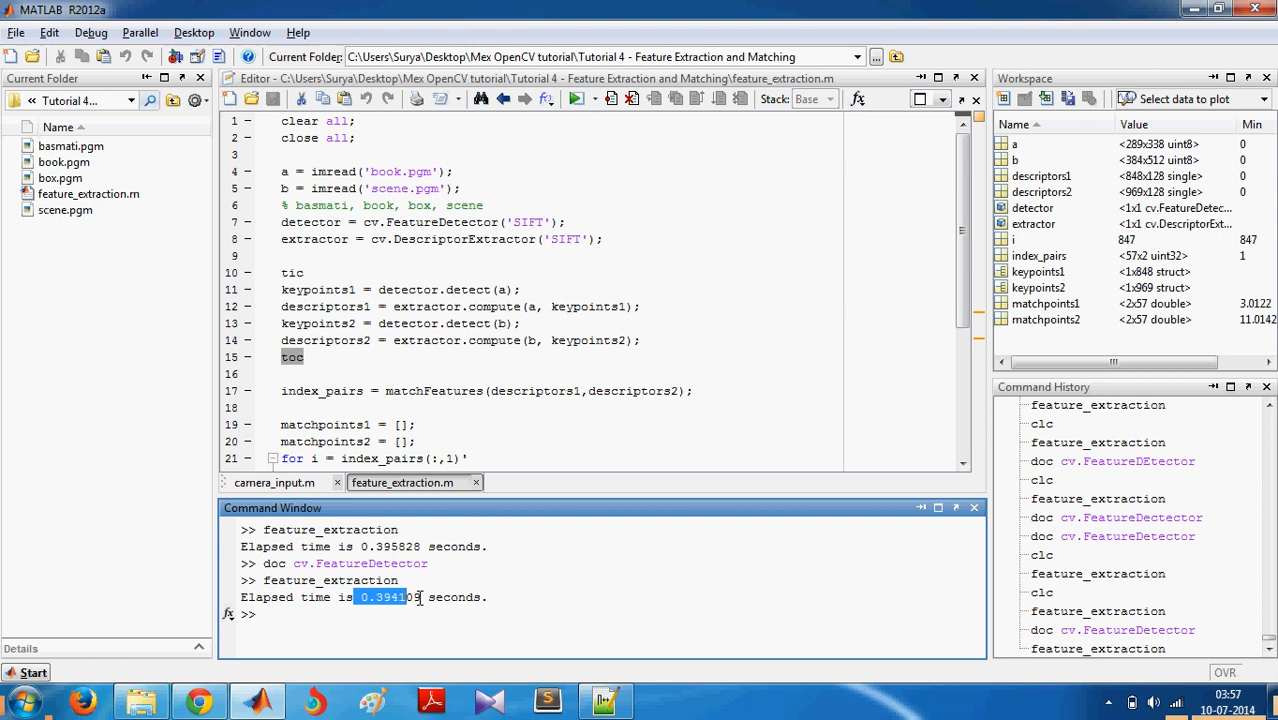 MATLAB R2012a
File Edit Debug Parallel Desktop Window Help
Current Folder: C:\Users\Surya\Desktop\Mex OpenCV tutorial\Tutorial 4 - Feature Extraction and Matching
Current Folder
« Tutorial 4...
Name
basmati.pgm
book.pgm
box.pgm
feature_extraction.m
scene.pgm
Details
Editor - C:\Users\Surya\Desktop\Mex OpenCV tutorial\Tutorial 4 - Feature Extraction and Matching\feature_extraction.m
Stack: Base
1 - clear all;
2 - close all;
3
4 - a = imread('book.pgm');
5 - b = imread('scene.pgm');
6 % basmati, book, box, scene
7 - detector = cv.FeatureDetector('SIFT');
8 - extractor = cv.DescriptorExtractor('SIFT');
9
10 - tic
11 - keypoints1 = detector.detect(a);
12 - descriptors1 = extractor.compute(a, keypoints1);
13 - keypoints2 = detector.detect(b);
14 - descriptors2 = extractor.compute(b, keypoints2);
15 - toc
16
17 - index_pairs = matchFeatures(descriptors1,descriptors2);
18
19 - matchpoints1 = [];
20 - matchpoints2 = [];
21 - for i = index_pairs(:,1)'
camera_input.m feature_extraction.m
Command Window
>> feature_extraction
Elapsed time is 0.395828 seconds.
>> doc cv.FeatureDetector
>> feature_extraction
Elapsed time is 0.394109 seconds.
fx >>
Workspace
Select data to plot
Name Value Min
a <289x338 uint8> 0
b <384x512 uint8> 0
descriptors1 <848x128 single> 0
descriptors2 <969x128 single> 0
detector <1x1 cv.FeatureDetec...
extractor <1x1 cv.DescriptorExt...
i 847 847
index_pairs <57x2 uint32> 1
keypoints1 <1x848 struct>
keypoints2 <1x969 struct>
matchpoints1 <2x57 double> 3.0122
matchpoints2 <2x57 double> 11.0142
Command History
feature_extraction
clc
feature_extraction
doc cv.FeatureDEtector
clc
feature_extraction
doc cv.FeatureDectector
doc cv.FeatureDetector
clc
feature_extraction
clc
feature_extraction
doc cv.FeatureDetector
feature_extraction
Start
OVR
03:57
10-07-2014